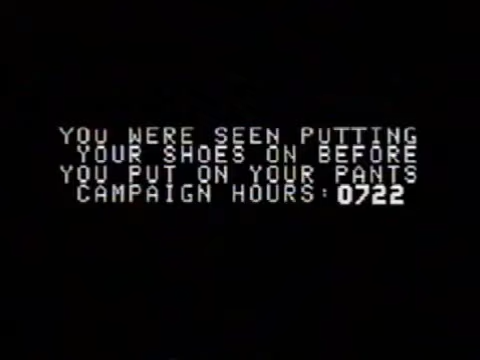 YOU WERE SEEN PUTTING
YOUR SHOES ON BEFORE
YOU PUT ON YOUR PANTS
CAMPAIGN HOURS: 0722